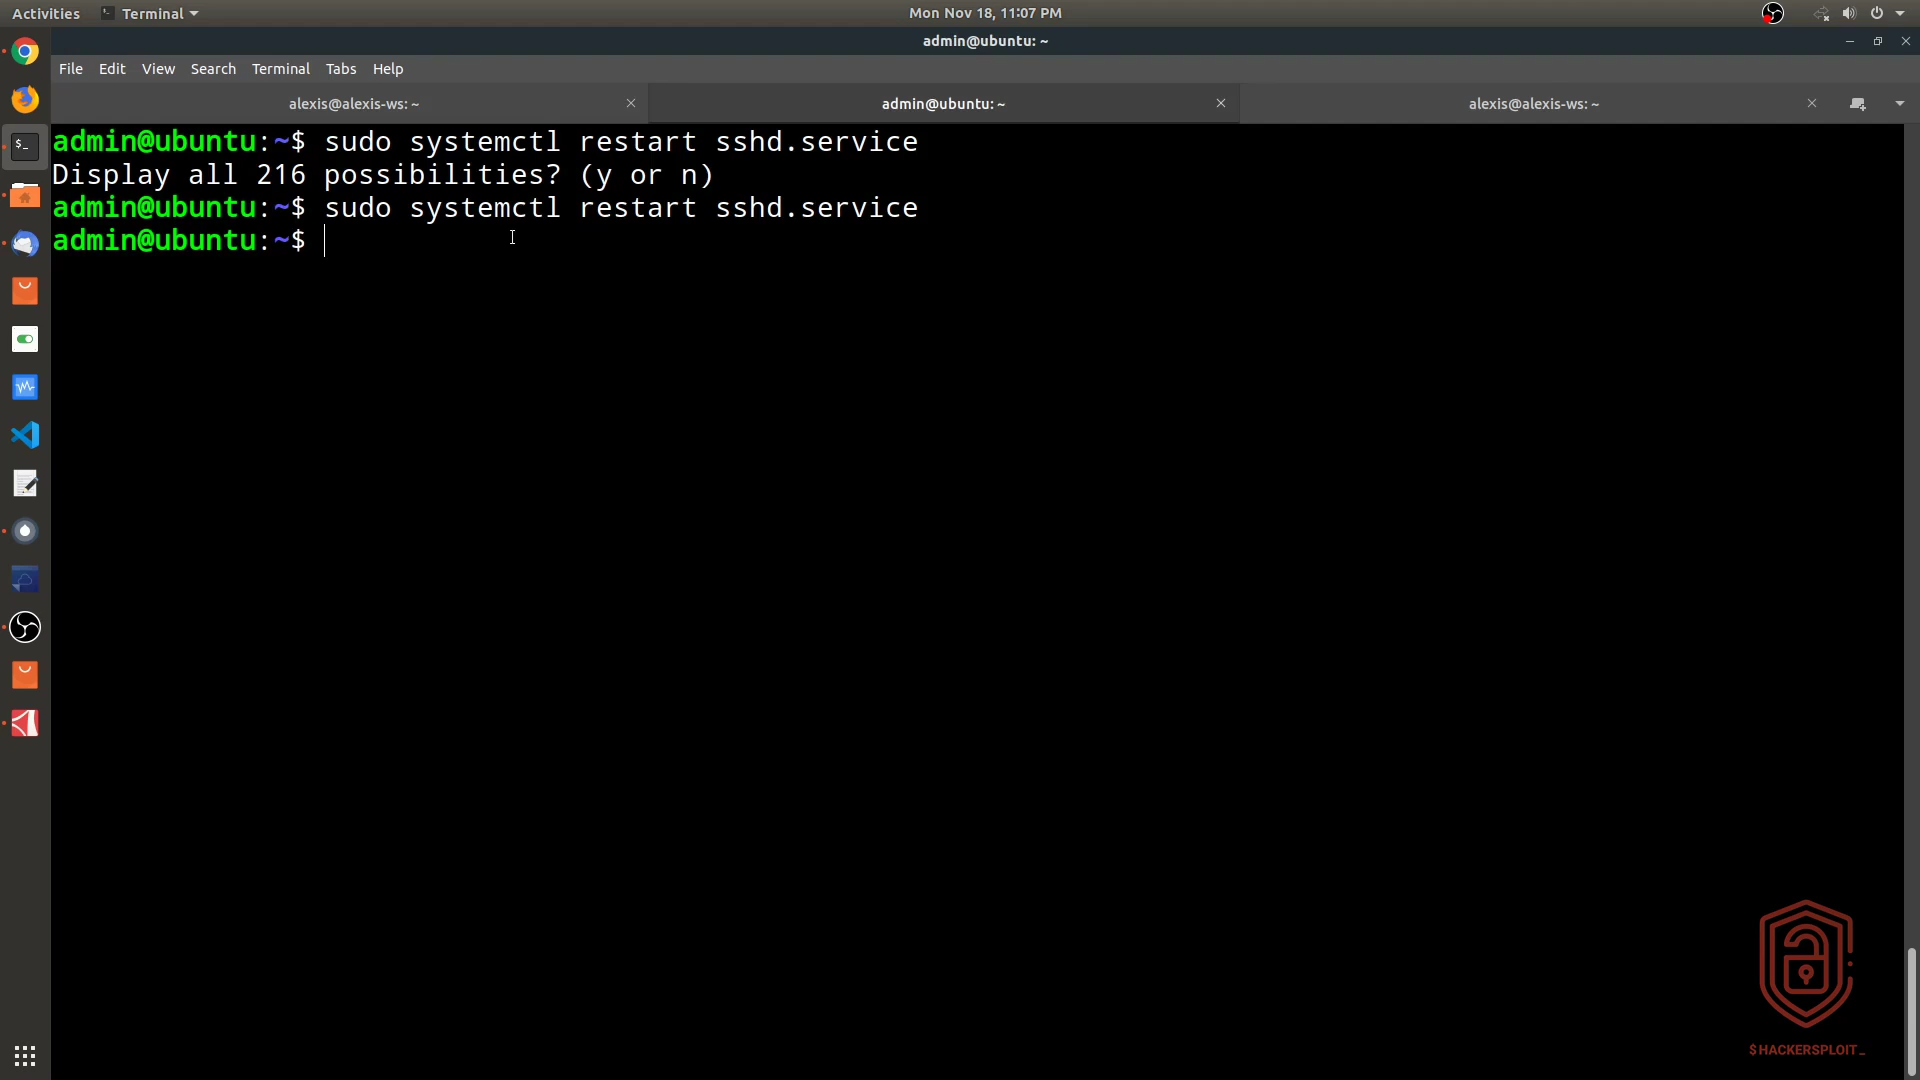 Activities Terminal Mon Nov 18, 11:07 PM
admin@ubuntu: ~
File Edit View Search Terminal Tabs Help
alexis@alexis-ws: ~ admin@ubuntu: ~ alexis@alexis-ws: ~
admin@ubuntu:~$ sudo systemctl restart sshd.service
Display all 216 possibilities? (y or n)
admin@ubuntu:~$ sudo systemctl restart sshd.service
admin@ubuntu:~$
$HACKERSPLOIT_